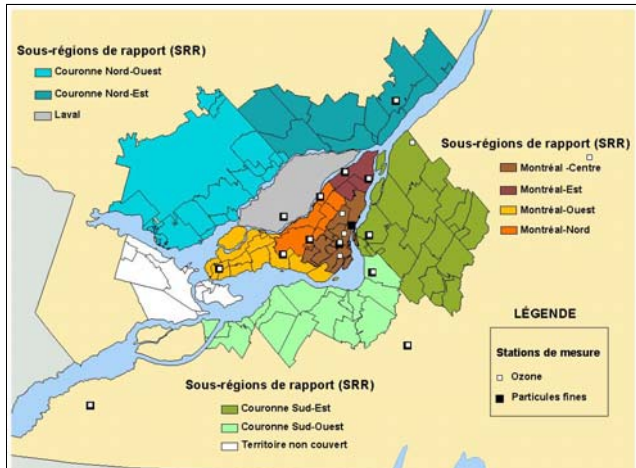 Sous-régions de rapport (SRR)
Couronne Nord-Ouest
Couronne Nord-Est
Laval
Sous-régions de rapport (SRR)
Montréal -Centre
Montréal-Est
Montréal-Ouest
Montréal-Nord
LÉGENDE
Stations de mesure
Ozone
Particules fines
Sous-régions de rapport (SRR)
Couronne Sud-Est
Couronne Sud-Ouest
Territoire non couvert